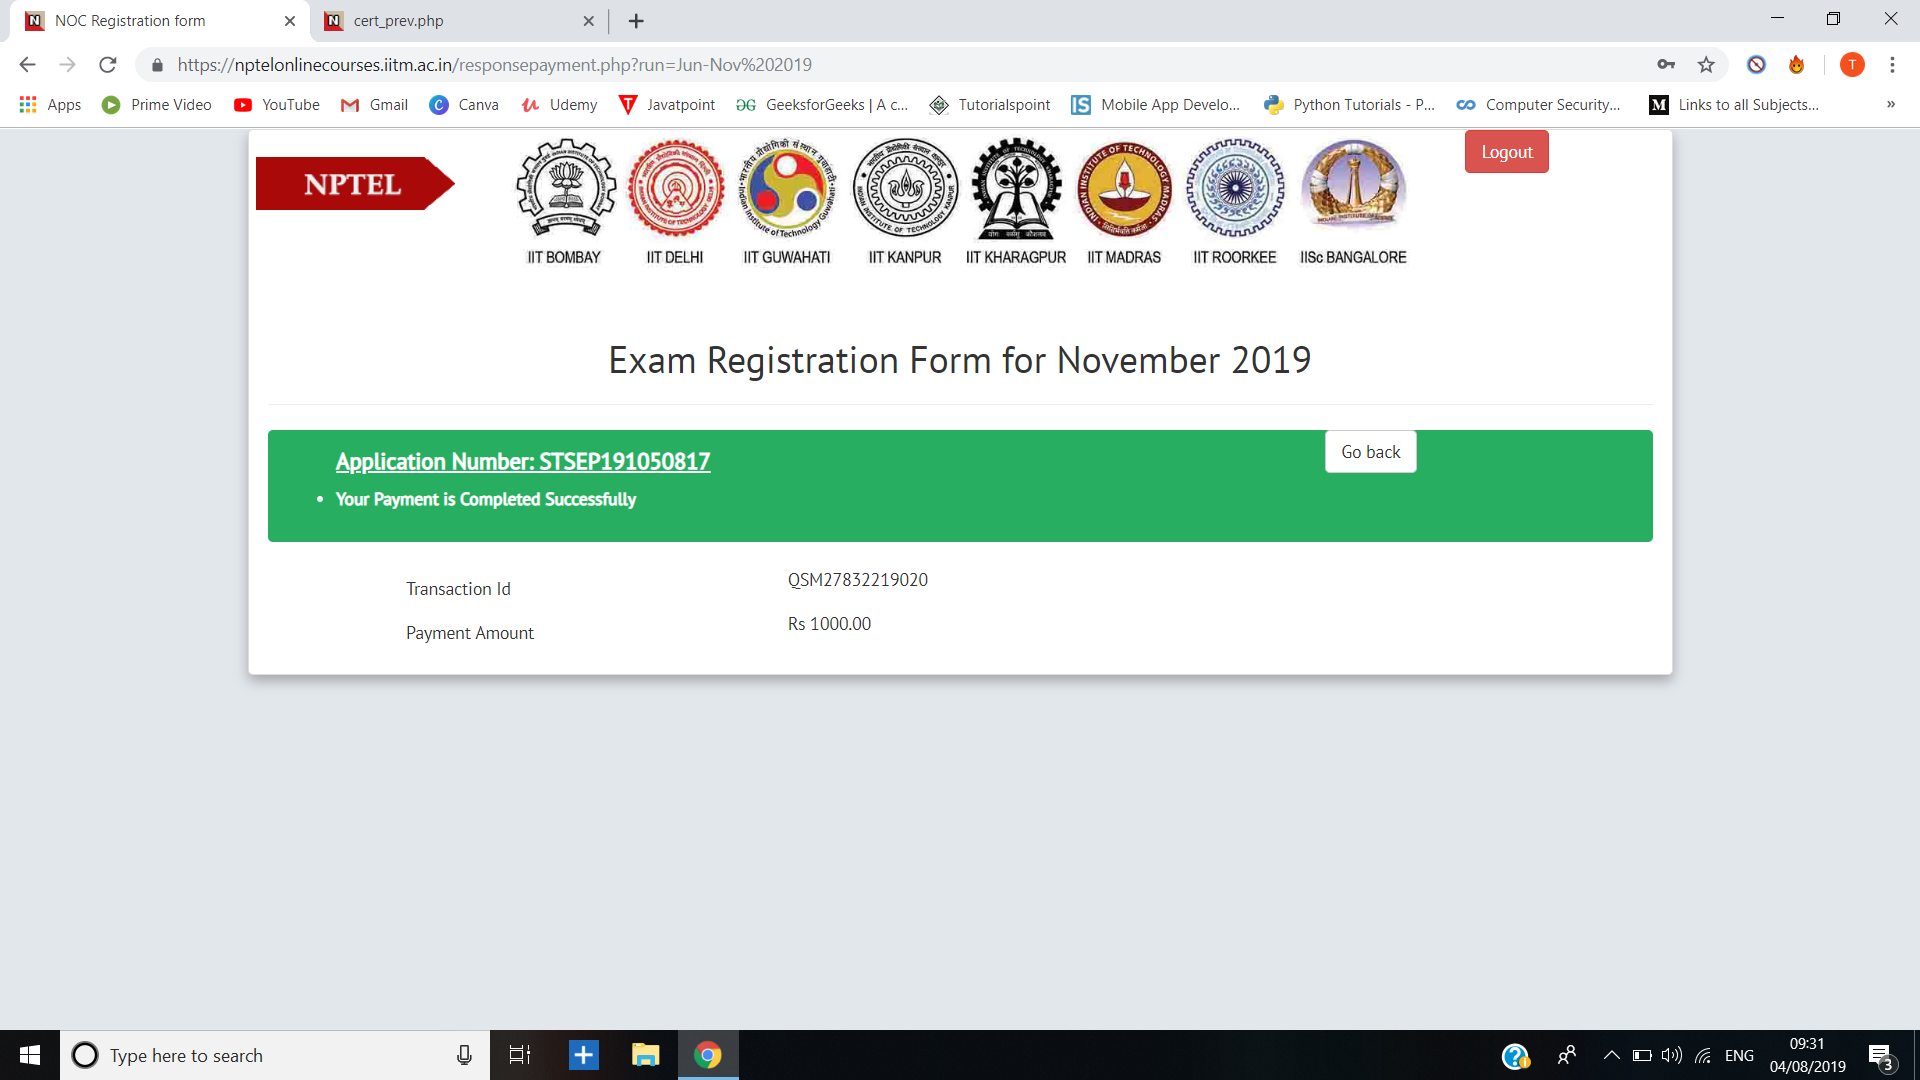 NOC Registration form
cert_prev.php
https://nptelonlinecourses.iitm.ac.in/responsepayment.php?run=Jun-Nov%202019
T
Apps
Prime Video
YouTube
Gmail
Canva
Udemy
Javatpoint
GeeksforGeeks | A c...
Tutorialspoint
Mobile App Develo...
Python Tutorials - P...
Computer Security...
Links to all Subjects...
»
NPTEL
IIT BOMBAY
IIT DELHI
IIT GUWAHATI
IIT KANPUR
IIT KHARAGPUR
IIT MADRAS
IIT ROORKEE
IISc BANGALORE
Logout
Exam Registration Form for November 2019
Application Number: STSEP191050817
Go back
• Your Payment is Completed Successfully
Transaction Id
QSM27832219020
Payment Amount
Rs 1000.00
Type here to search
ENG
09:31
04/08/2019
3